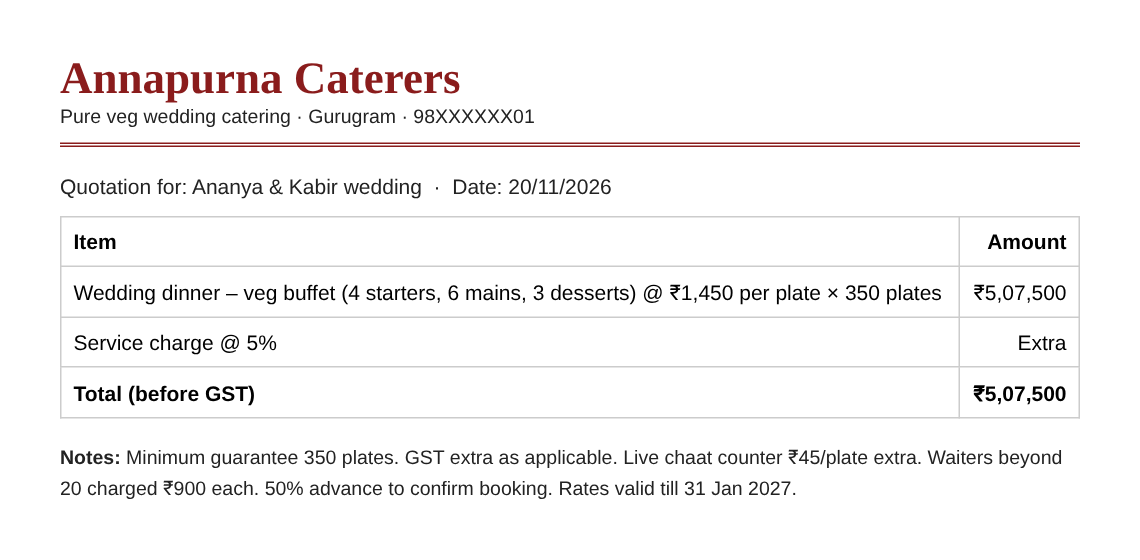 Annapurna Caterers
Pure veg wedding catering · Gurugram · 98XXXXXX01
Quotation for: Ananya & Kabir wedding · Date: 20/11/2026
Item Amount
Wedding dinner – veg buffet (4 starters, 6 mains, 3 desserts) @ ₹1,450 per plate × 350 plates ₹5,07,500
Service charge @ 5% Extra
Total (before GST) ₹5,07,500
Notes: Minimum guarantee 350 plates. GST extra as applicable. Live chaat counter ₹45/plate extra. Waiters beyond
20 charged ₹900 each. 50% advance to confirm booking. Rates valid till 31 Jan 2027.